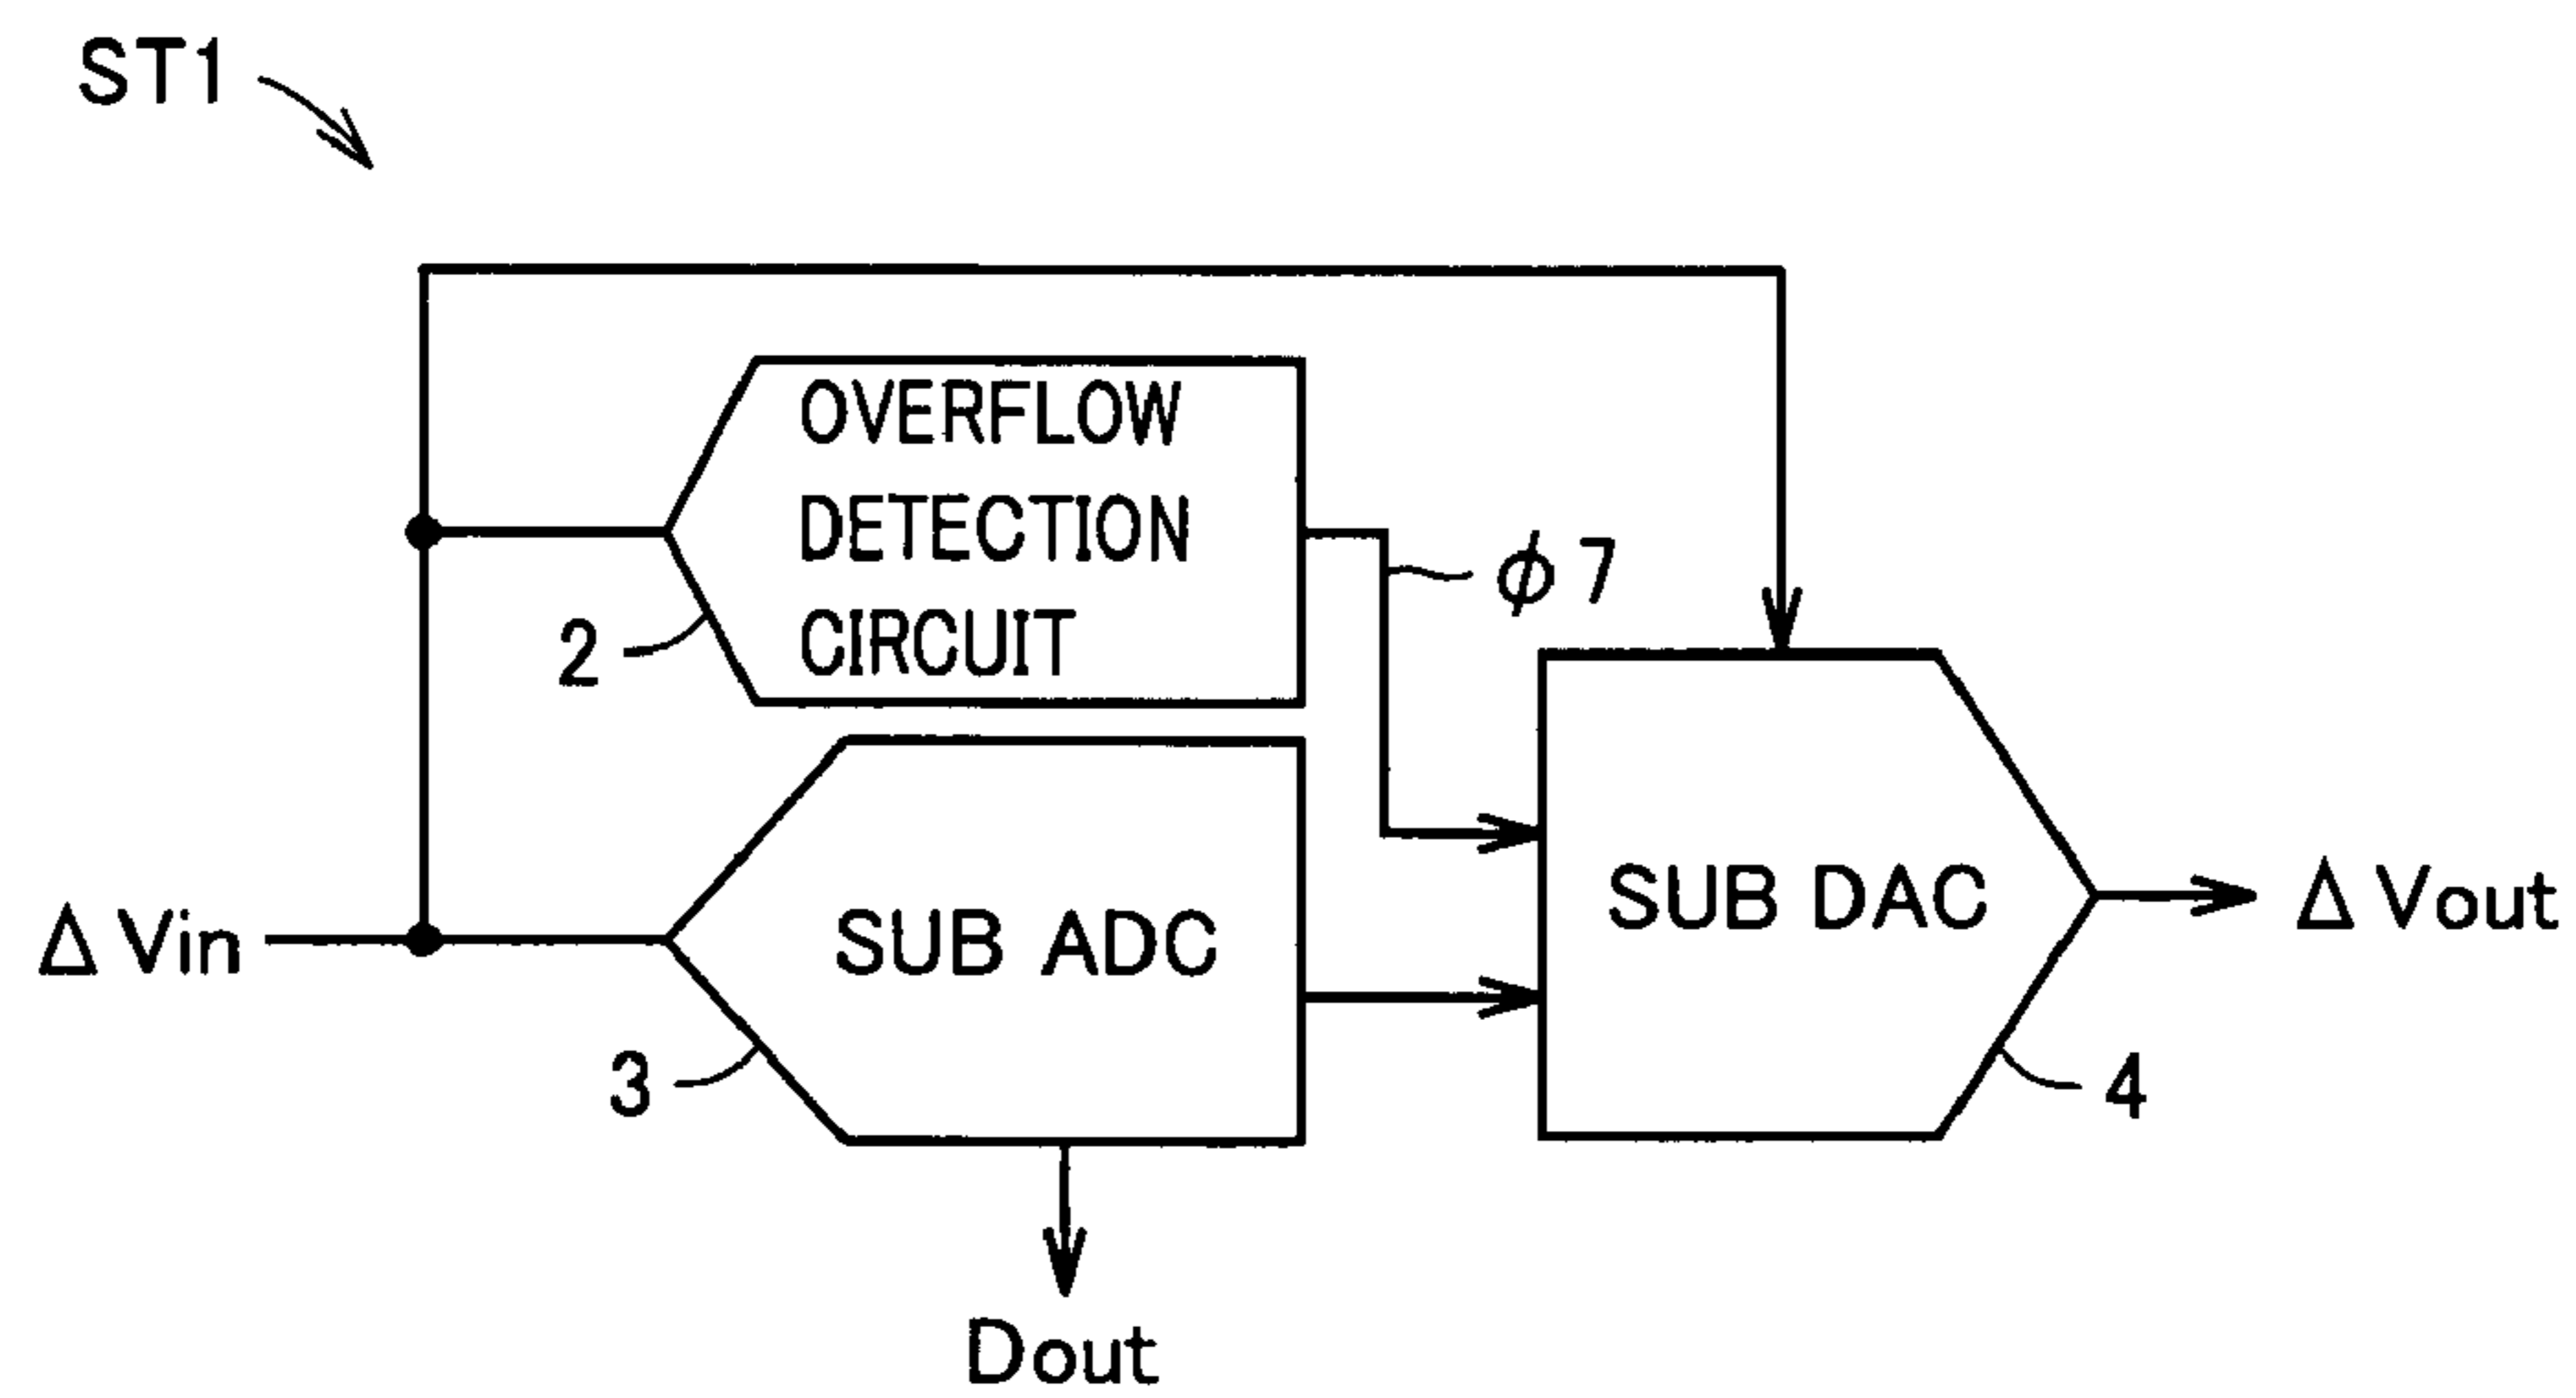 ST1
OVERFLOW
DETECTION
CIRCUIT
2
ϕ7
SUB DAC
ΔVout
4
ΔVin
SUB ADC
3
Dout